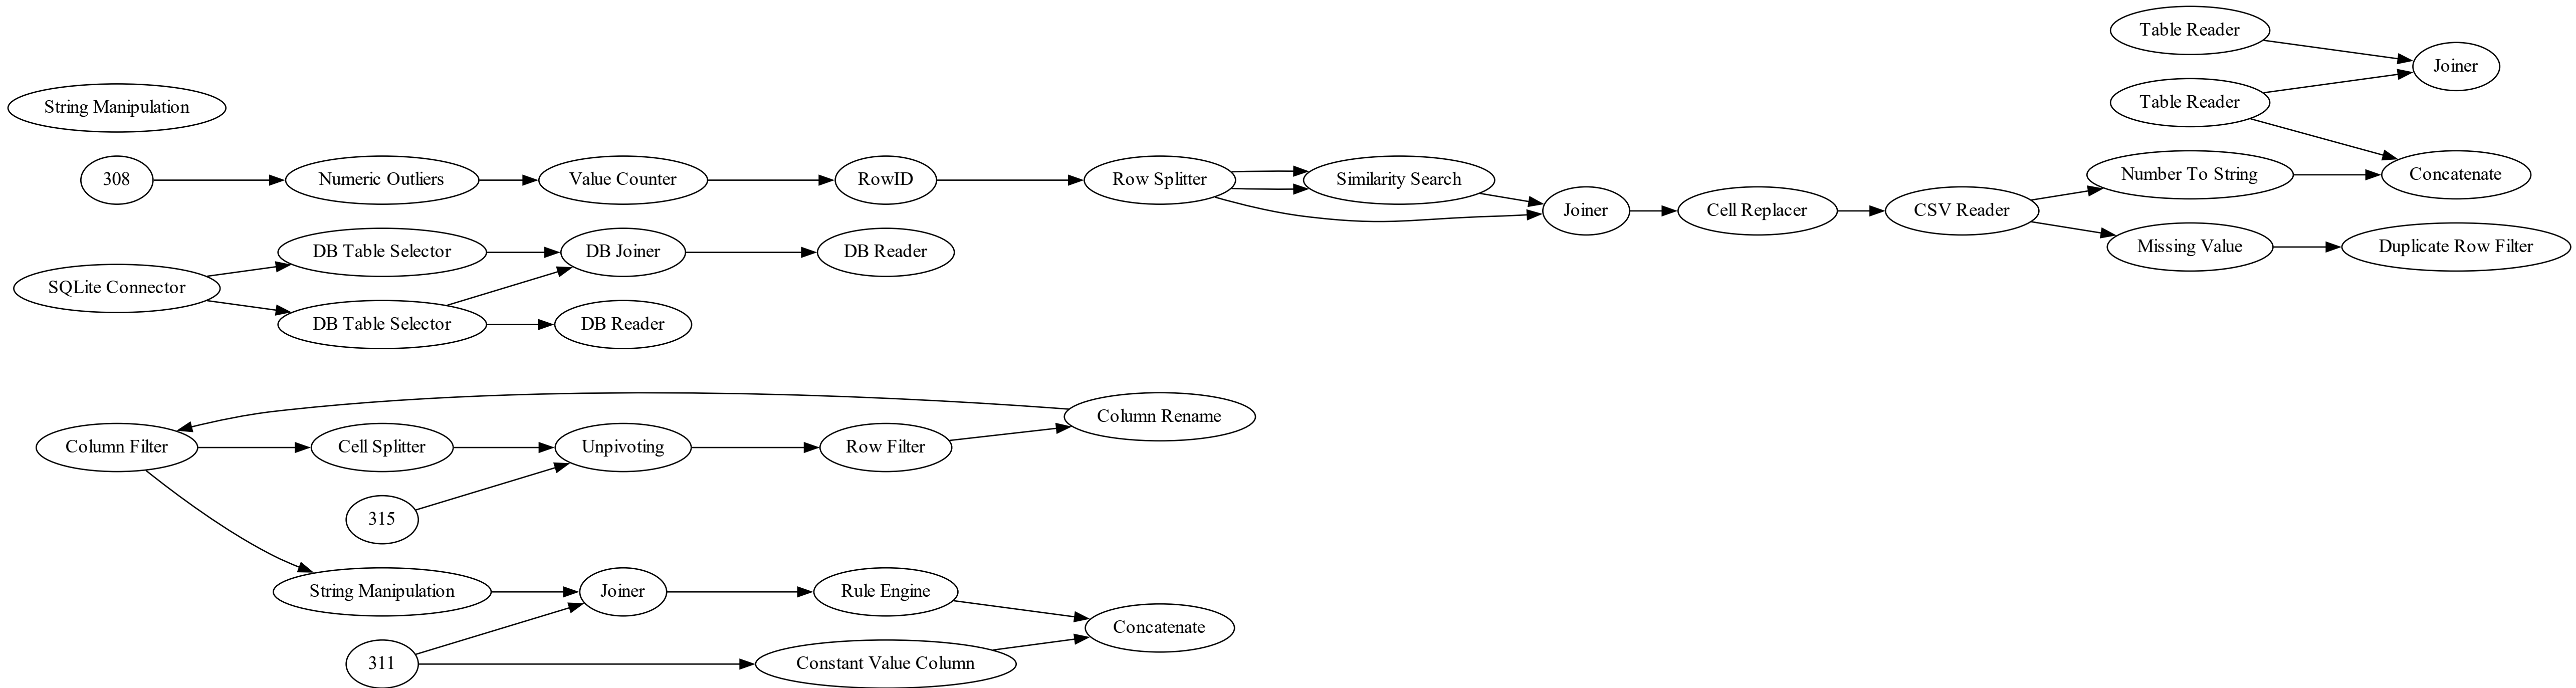 Table Reader
Joiner
Table Reader
String Manipulation
308
Numeric Outliers
Value Counter
RowID
Row Splitter
Similarity Search
Joiner
Cell Replacer
CSV Reader
Number To String
Concatenate
Missing Value
Duplicate Row Filter
SQLite Connector
DB Table Selector
DB Joiner
DB Reader
DB Table Selector
DB Reader
Column Rename
Column Filter
Cell Splitter
Unpivoting
Row Filter
315
String Manipulation
Joiner
Rule Engine
Concatenate
311
Constant Value Column